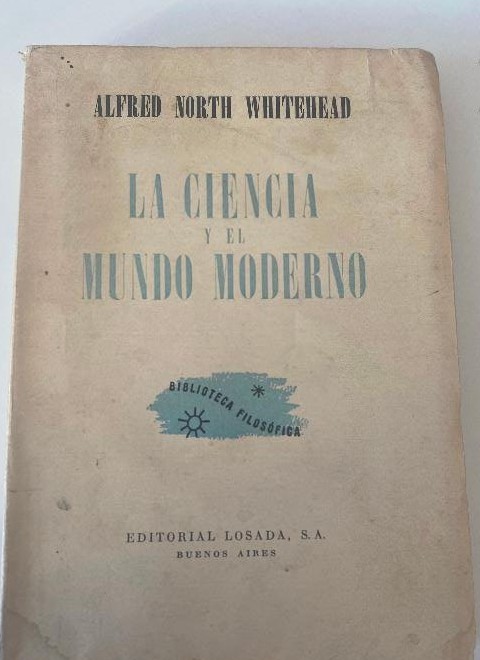 ALFRED NORTH WHITEHEAD
LA CIENCIA
Y EL
MUNDO MODERNO
BIBLIOTECA FILOSÓFICA
EDITORIAL LOSADA, S. A.
BUENOS AIRES